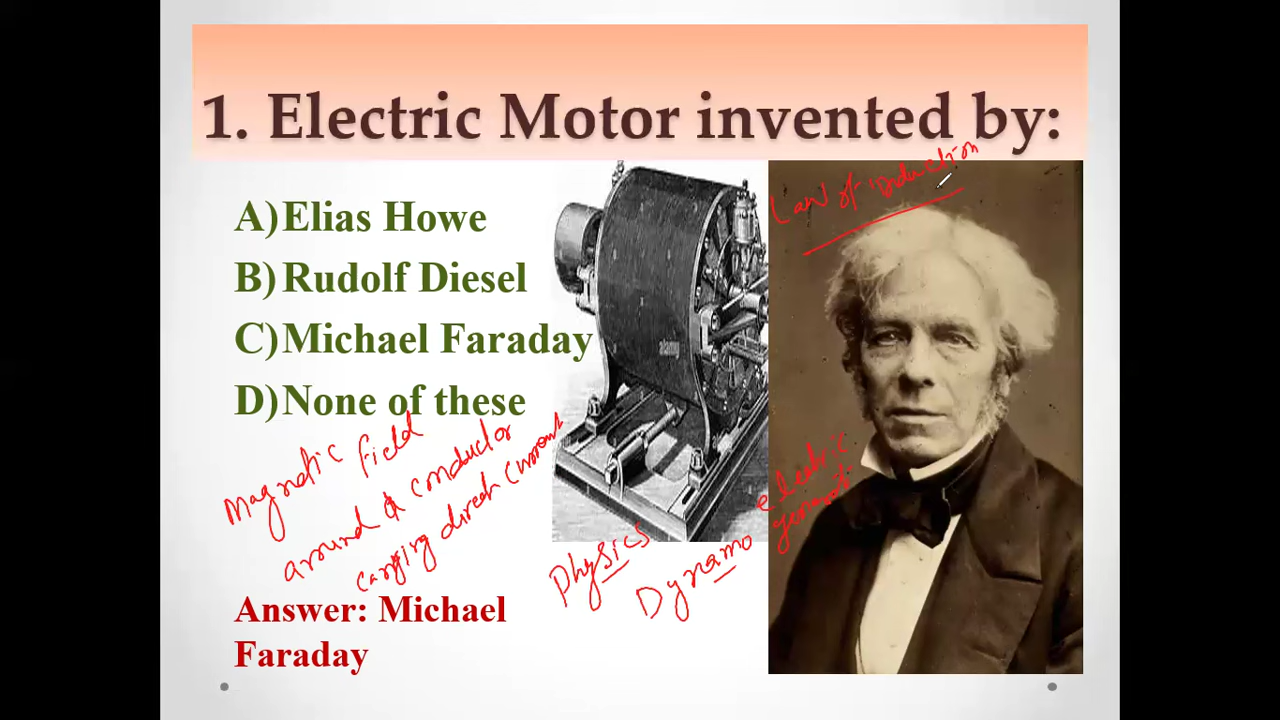 1. Electric Motor invented by:
Law of induction
A) Elias Howe
B) Rudolf Diesel
C) Michael Faraday
D) None of these
Magnetic field
around a conductor
carrying direct current
Physics
Dynamo
electric
Answer: Michael
Faraday